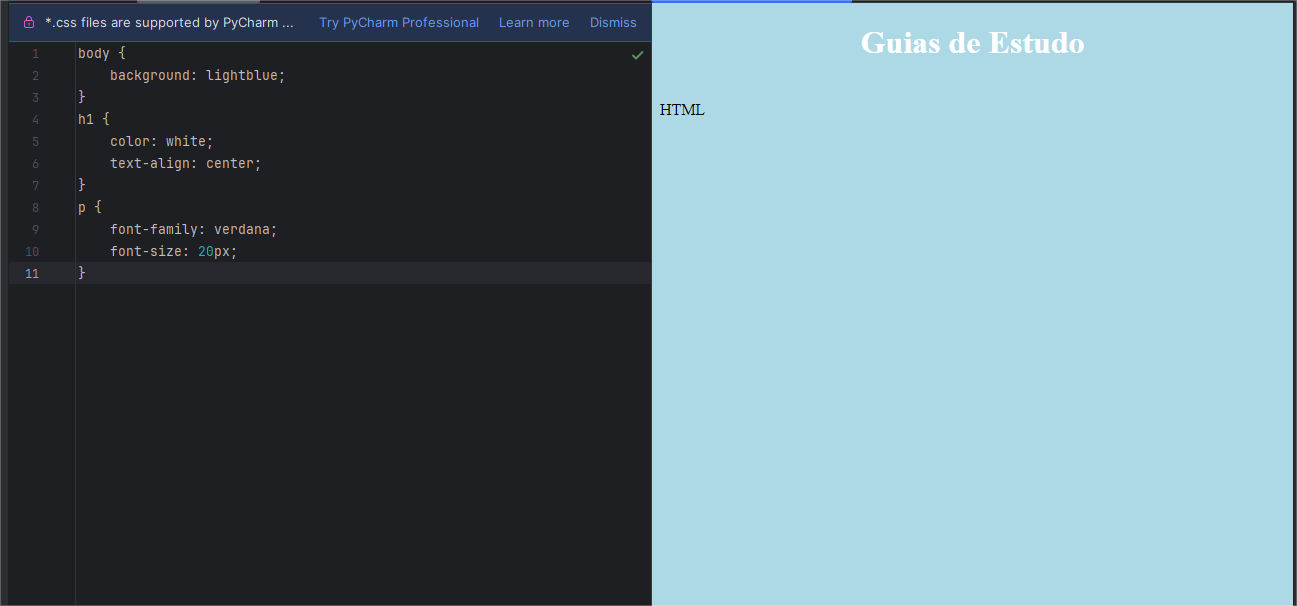 *.css files are supported by PyCharm ... Try PyCharm Professional Learn more Dismiss
1 body {
2 background: lightblue;
3 }
4 h1 {
5 color: white;
6 text-align: center;
7 }
8 p {
9 font-family: verdana;
10 font-size: 20px;
11 }
Guias de Estudo
HTML